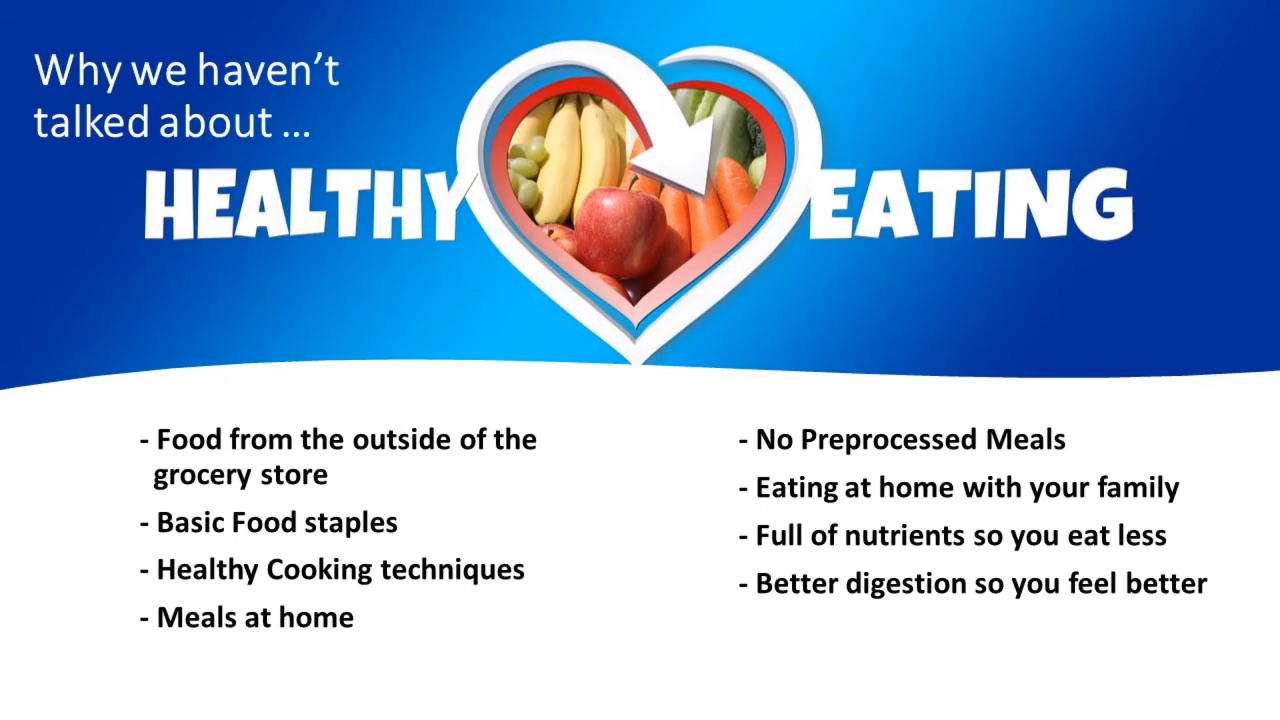 Why we haven't
talked about ...
HEALTHY EATING
- Food from the outside of the
grocery store
- Basic Food staples
- Healthy Cooking techniques
- Meals at home
- No Preprocessed Meals
- Eating at home with your family
- Full of nutrients so you eat less
- Better digestion so you feel better